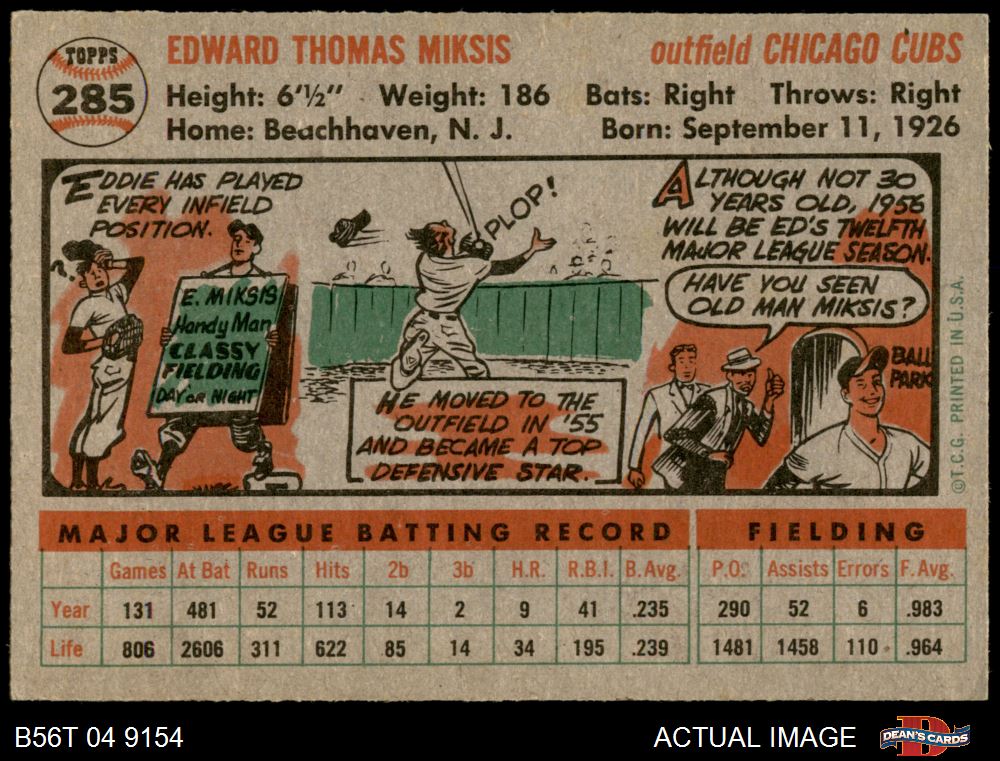 TOPPS
285
EDWARD THOMAS MIKSIS
outfield CHICAGO CUBS
Height: 6'½" Weight: 186 Bats: Right Throws: Right
Home: Beachhaven, N. J. Born: September 11, 1926
EDDIE HAS PLAYED
EVERY INFIELD
POSITION.
?
E. MIKSIS
Handy Man
CLASSY
FIELDING
DAY OR NIGHT
PLOP!
HE MOVED TO THE
OUTFIELD IN '55
AND BECAME A TOP
DEFENSIVE STAR.
ALTHOUGH NOT 30
YEARS OLD, 1956
WILL BE ED'S TWELFTH
MAJOR LEAGUE SEASON.
HAVE YOU SEEN
OLD MAN MIKSIS?
BALL
PARK
©T.C.G. PRINTED IN U.S.A.
MAJOR LEAGUE BATTING RECORD FIELDING
Games At Bat Runs Hits 2b 3b H.R. R.B.I. B. Avg. P.O. Assists Errors F. Avg.
Year 131 481 52 113 14 2 9 41 .235 290 52 6 .983
Life 806 2606 311 622 85 14 34 195 .239 1481 1458 110 .964
B56T 04 9154 ACTUAL IMAGE
DEAN'S CARDS